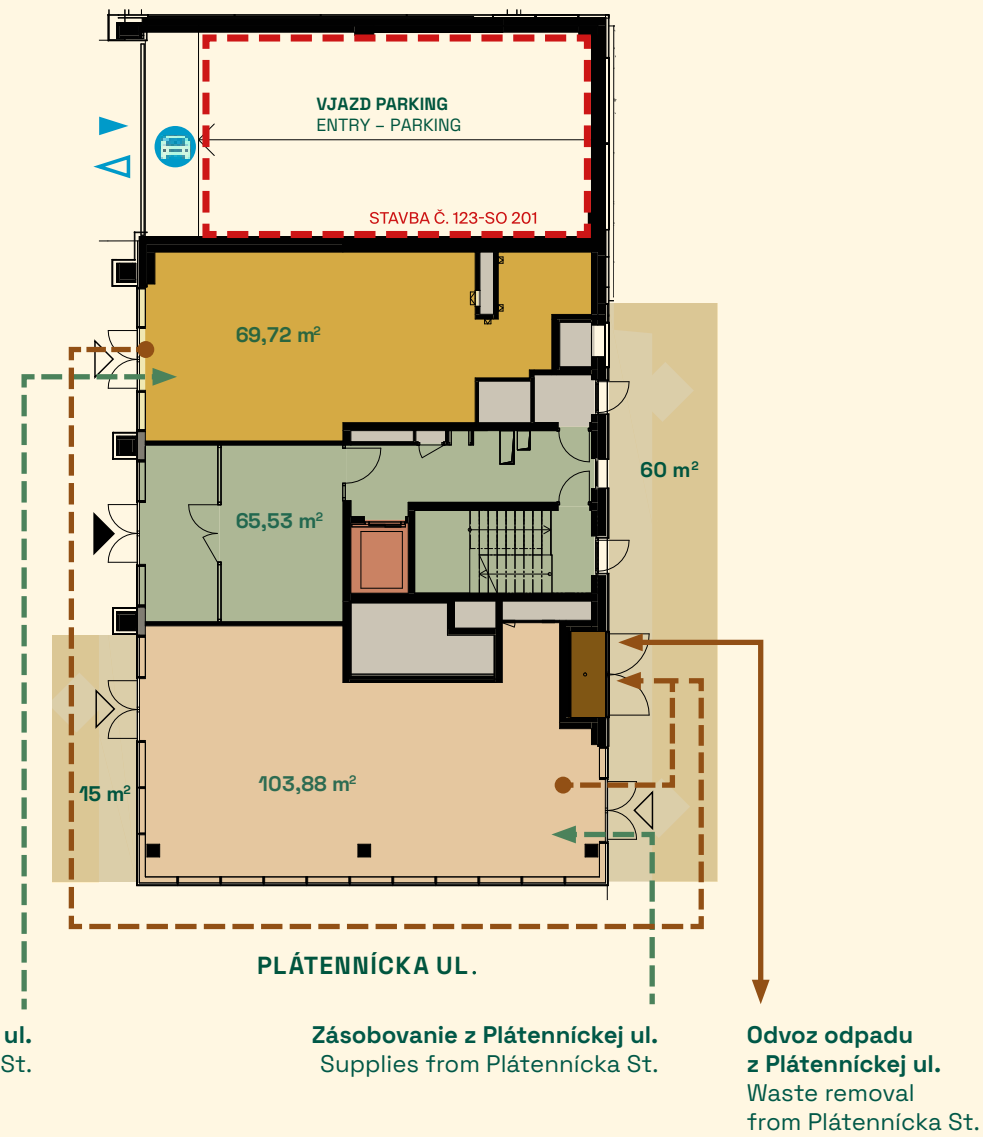 VJAZD PARKING
ENTRY – PARKING
STAVBA Č. 123-SO 201
69,72 m²
60 m²
65,53 m²
103,88 m²
15 m²
PLÁTENNÍCKA UL.
ul.
St.
Zásobovanie z Plátenníckej ul.
Supplies from Plátennícka St.
Odvoz odpadu
z Plátenníckej ul.
Waste removal
from Plátennícka St.